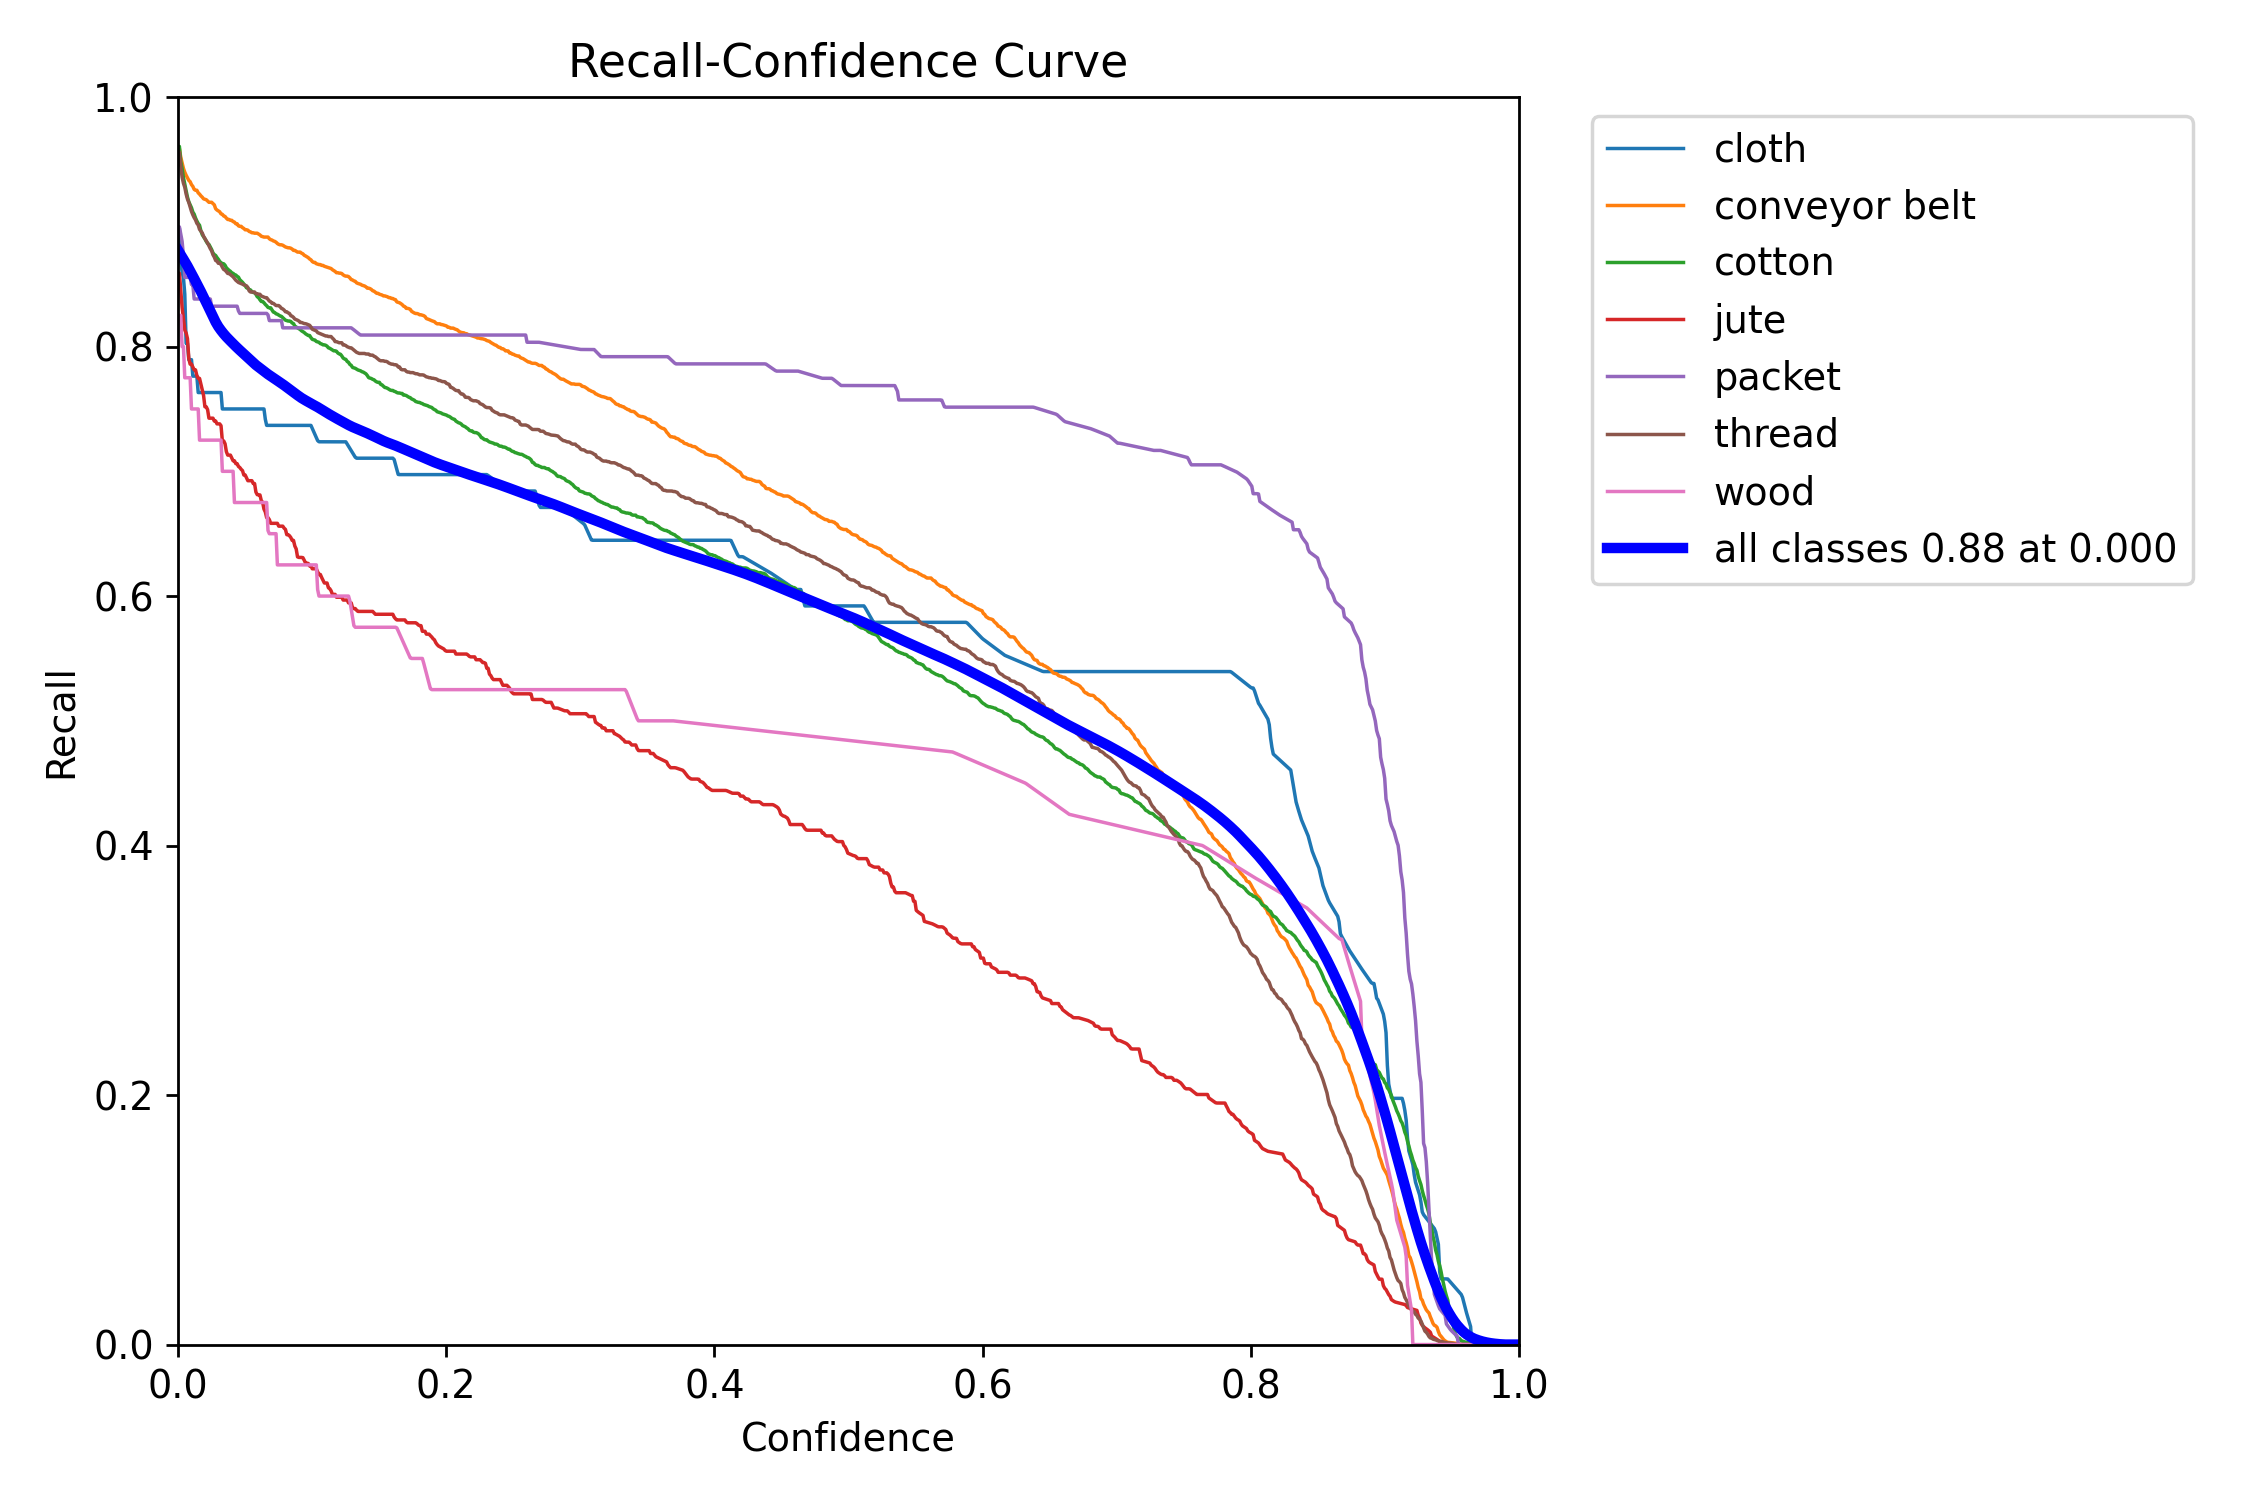 Recall-Confidence Curve
1.0
0.8
0.6
0.4
0.2
0.0
Recall
0.0 0.2 0.4 0.6 0.8 1.0
Confidence
cloth
conveyor belt
cotton
jute
packet
thread
wood
all classes 0.88 at 0.000